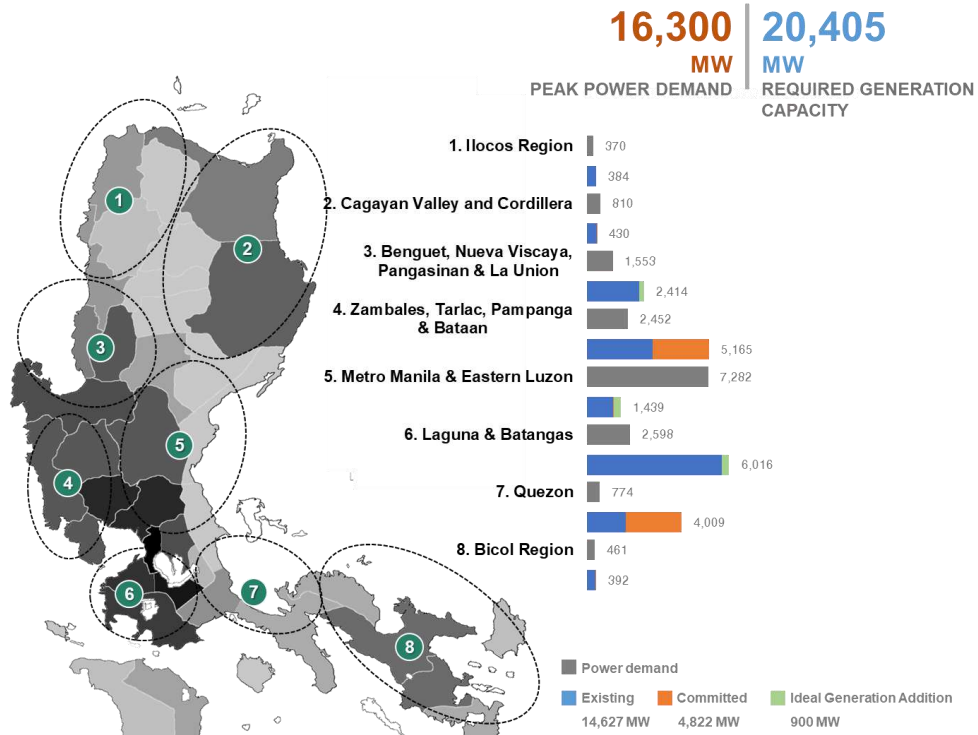 16,300
MW
PEAK POWER DEMAND
20,405
MW
REQUIRED GENERATION
CAPACITY
1. Ilocos Region
370
384
2. Cagayan Valley and Cordillera
810
430
3. Benguet, Nueva Viscaya,
Pangasinan & La Union
1,553
2,414
4. Zambales, Tarlac, Pampanga
& Bataan
2,452
5,165
5. Metro Manila & Eastern Luzon
7,282
1,439
6. Laguna & Batangas
2,598
6,016
7. Quezon
774
4,009
8. Bicol Region
461
392
1
2
3
4
5
6
7
8
Power demand
Existing
Committed
Ideal Generation Addition
14,627 MW
4,822 MW
900 MW